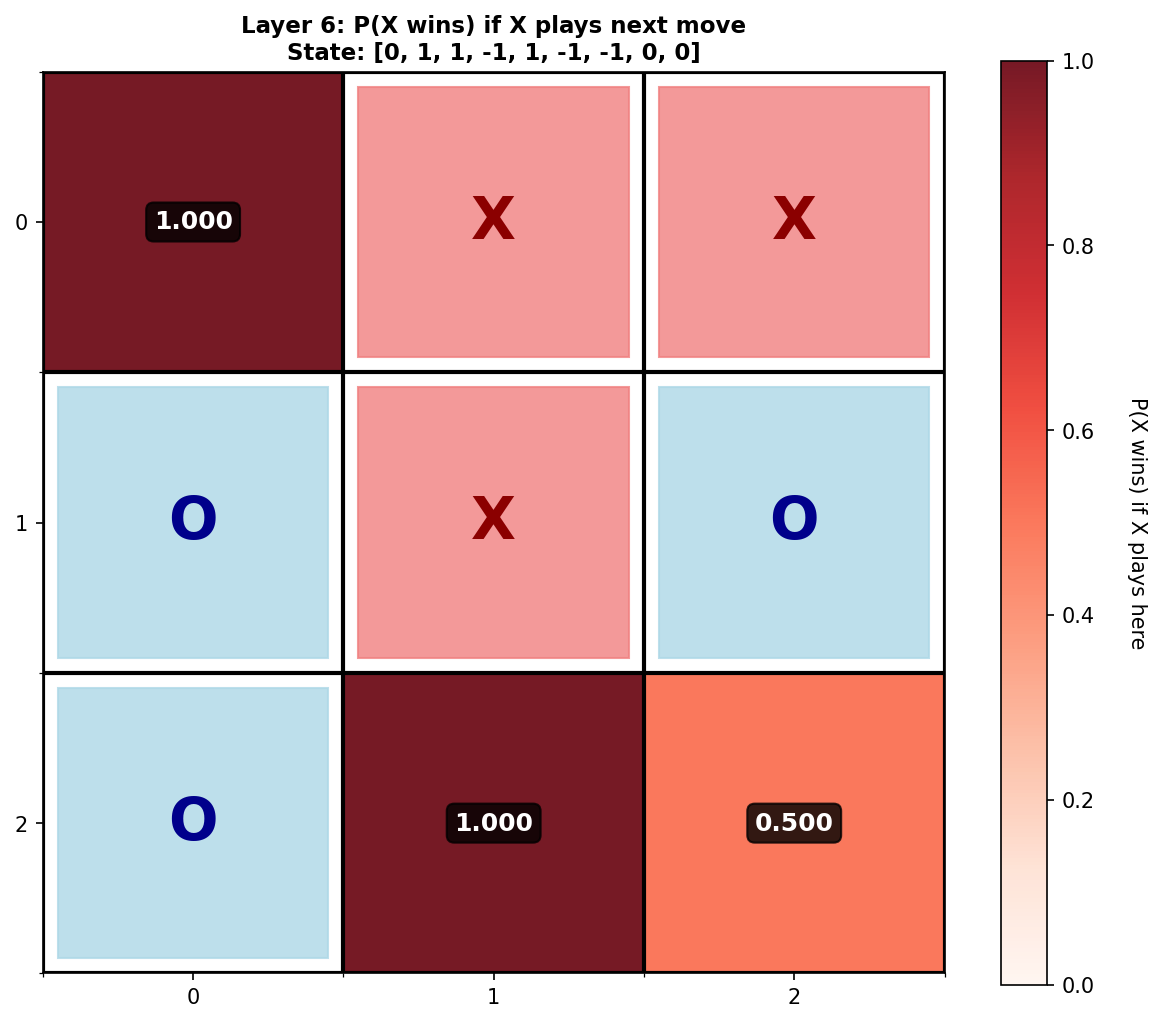 Layer 6: P(X wins) if X plays next move
State: [0, 1, 1, -1, 1, -1, -1, 0, 0]
0
1.000
X
X
1
O
X
O
2
O
1.000
0.500
0
1
2
1.0
0.8
0.6
0.4
0.2
0.0
P(X wins) if X plays here